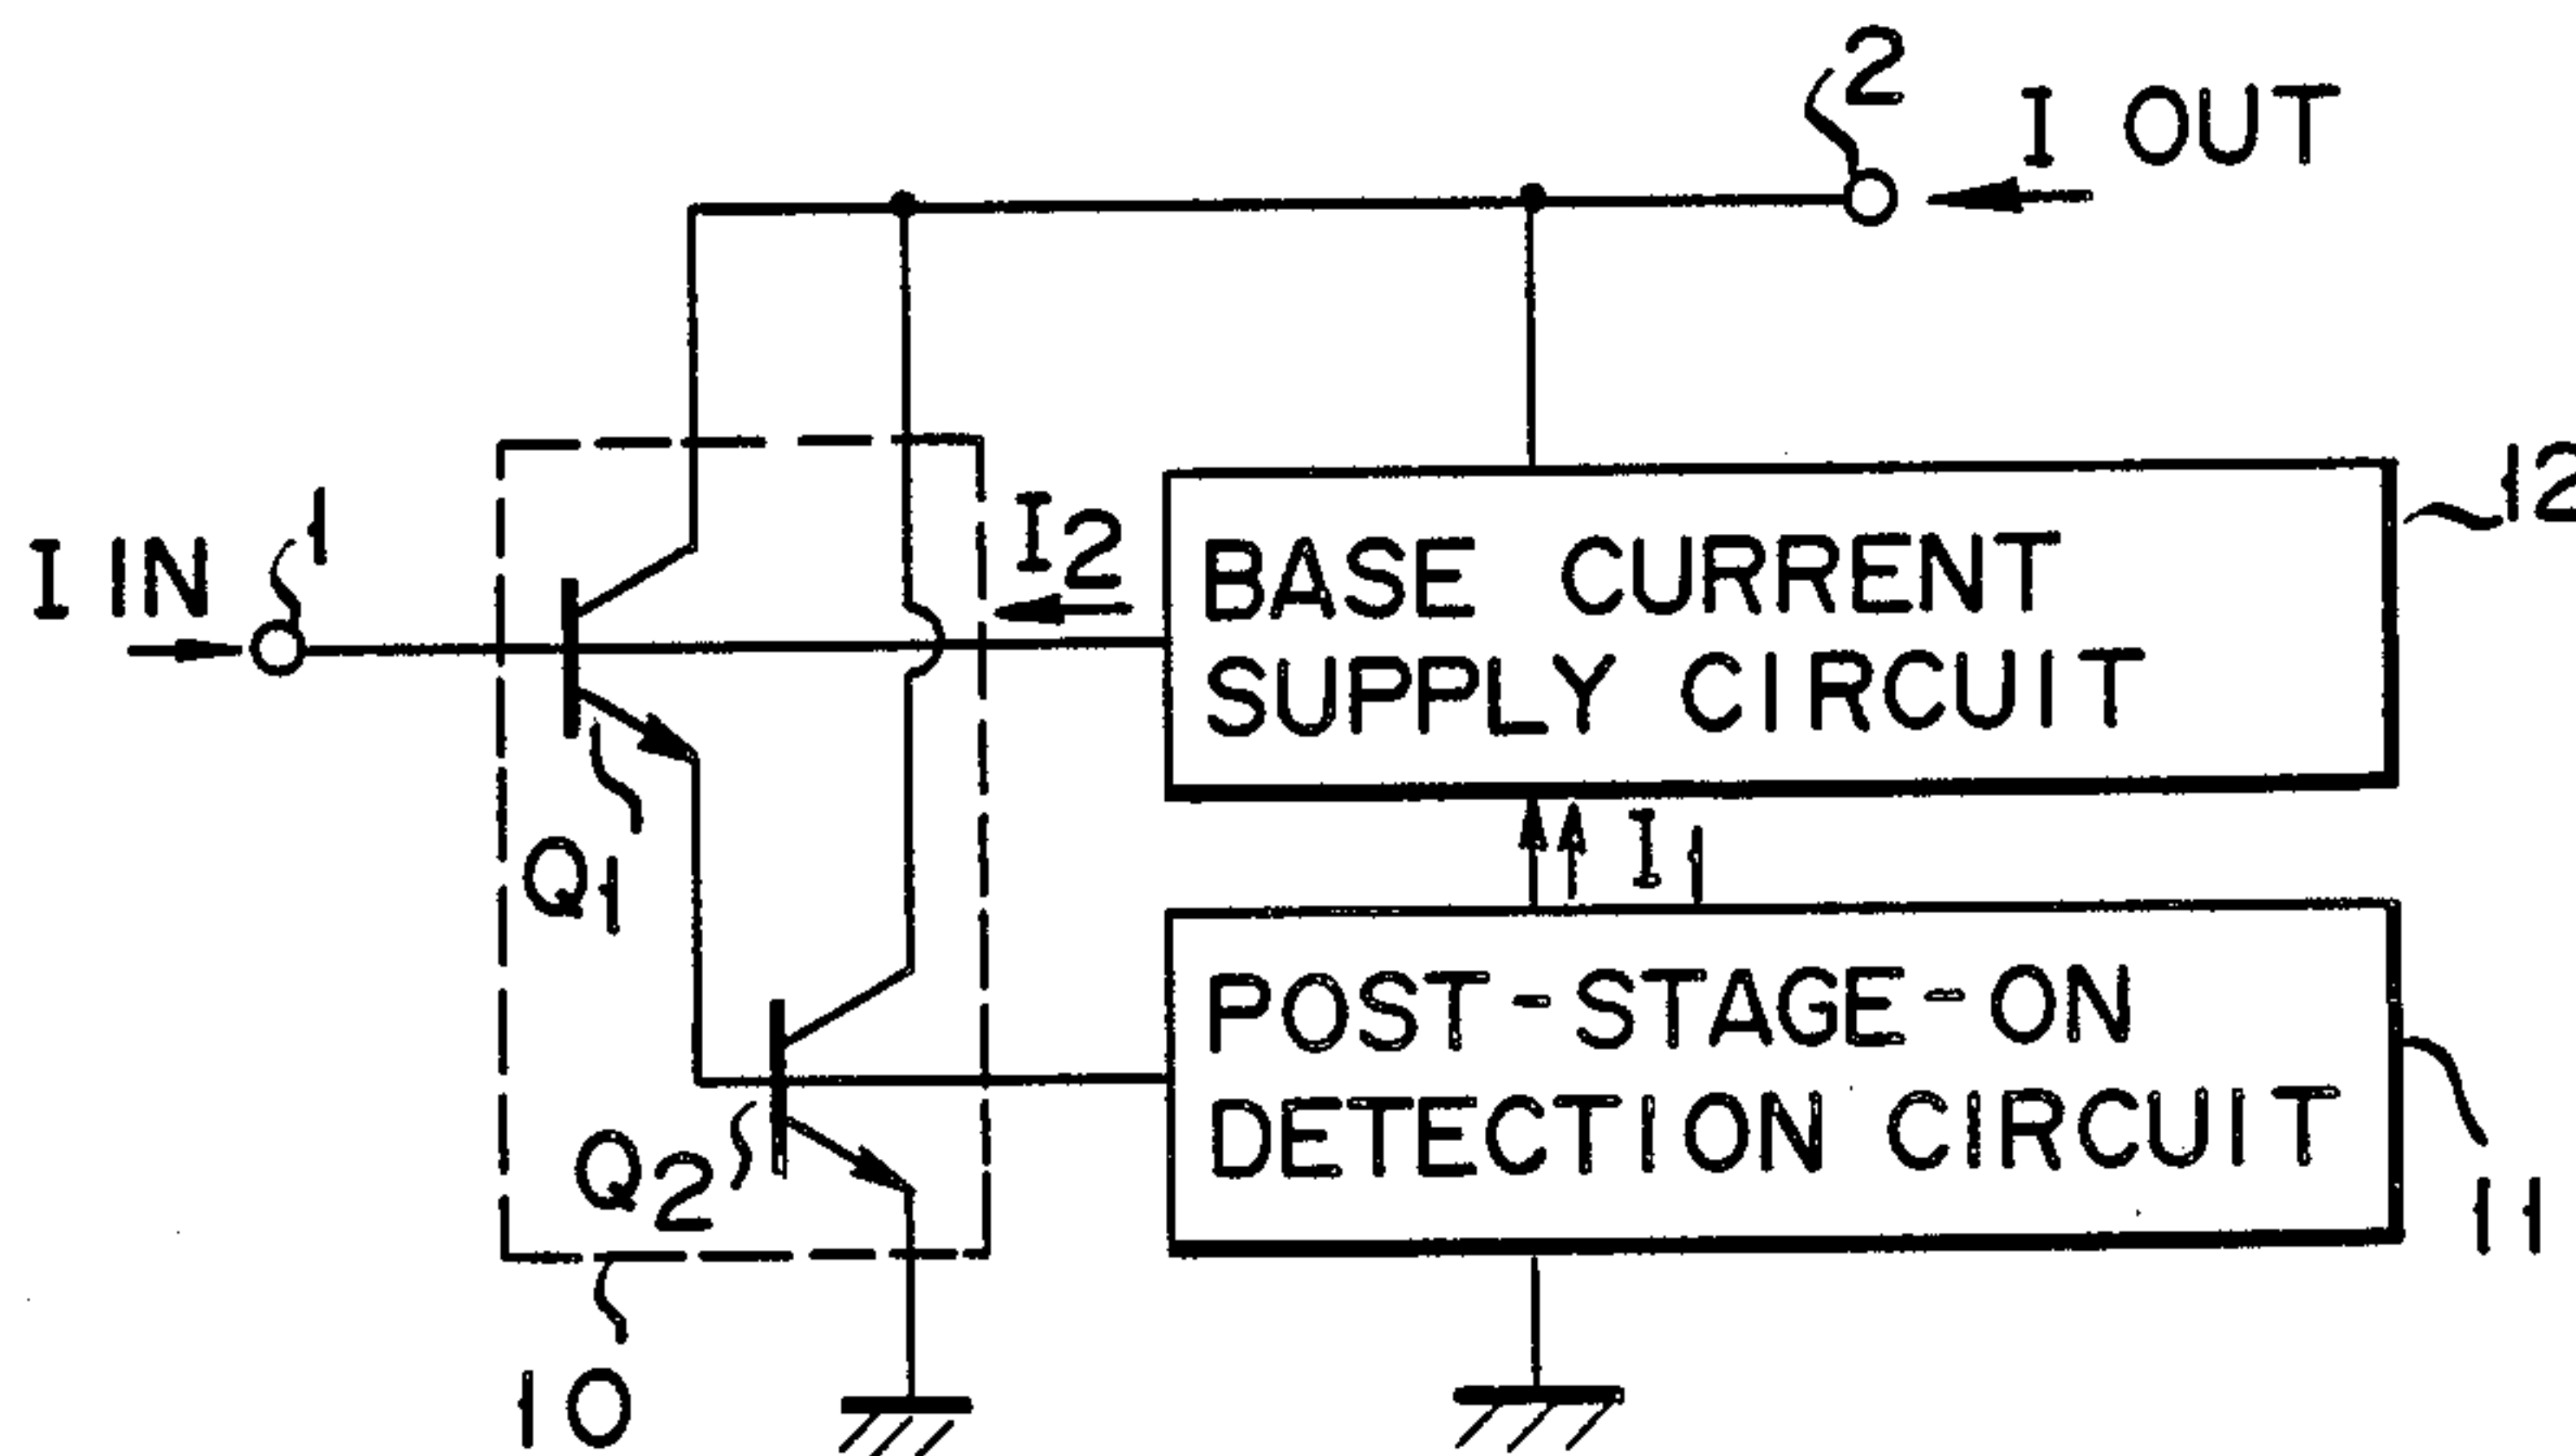 2
I OUT
1
I IN
I2
12
BASE CURRENT
SUPPLY CIRCUIT
Q1
I1
POST-STAGE-ON
DETECTION CIRCUIT
Q2
11
10